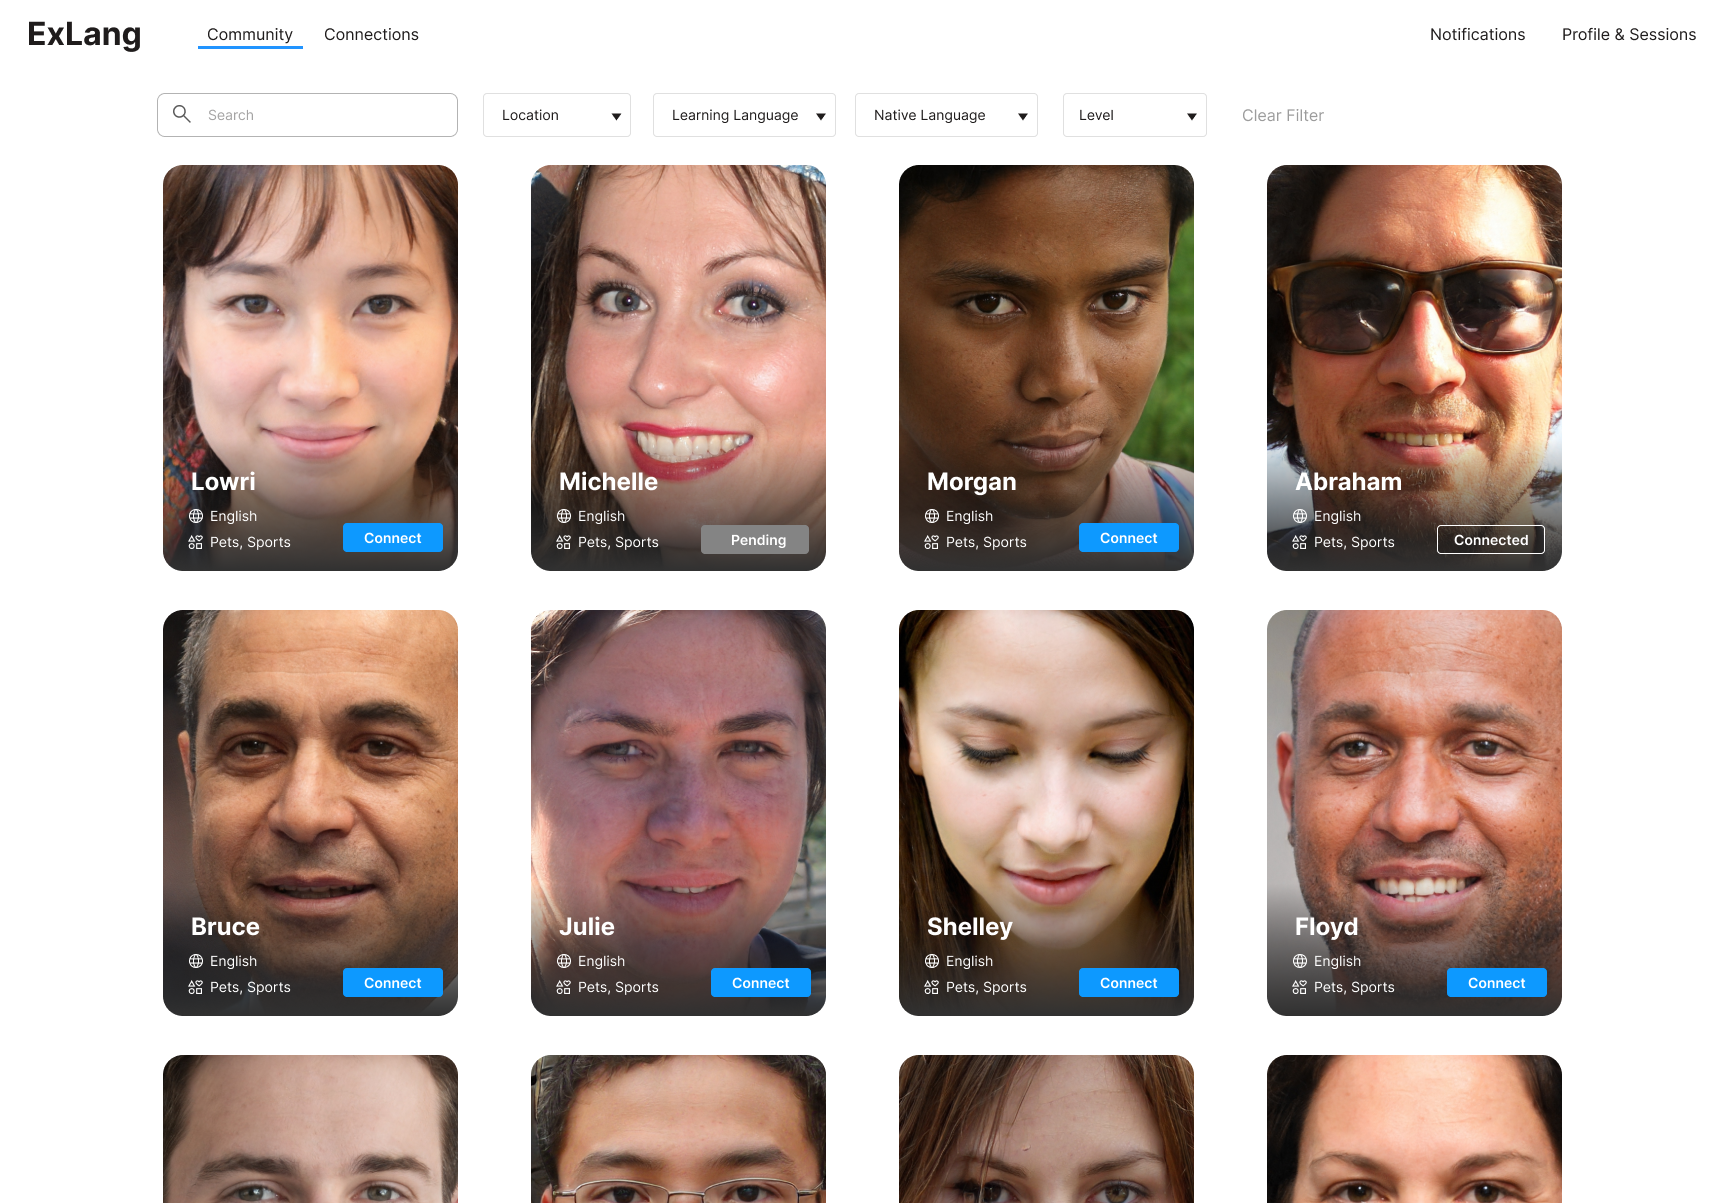 ExLang
Community
Connections
Notifications
Profile & Sessions
Search
Location
Learning Language
Native Language
Level
Clear Filter
Lowri
English
Pets, Sports
Connect
Michelle
English
Pets, Sports
Pending
Morgan
English
Pets, Sports
Connect
Abraham
English
Pets, Sports
Connected
Bruce
English
Pets, Sports
Connect
Julie
English
Pets, Sports
Connect
Shelley
English
Pets, Sports
Connect
Floyd
English
Pets, Sports
Connect